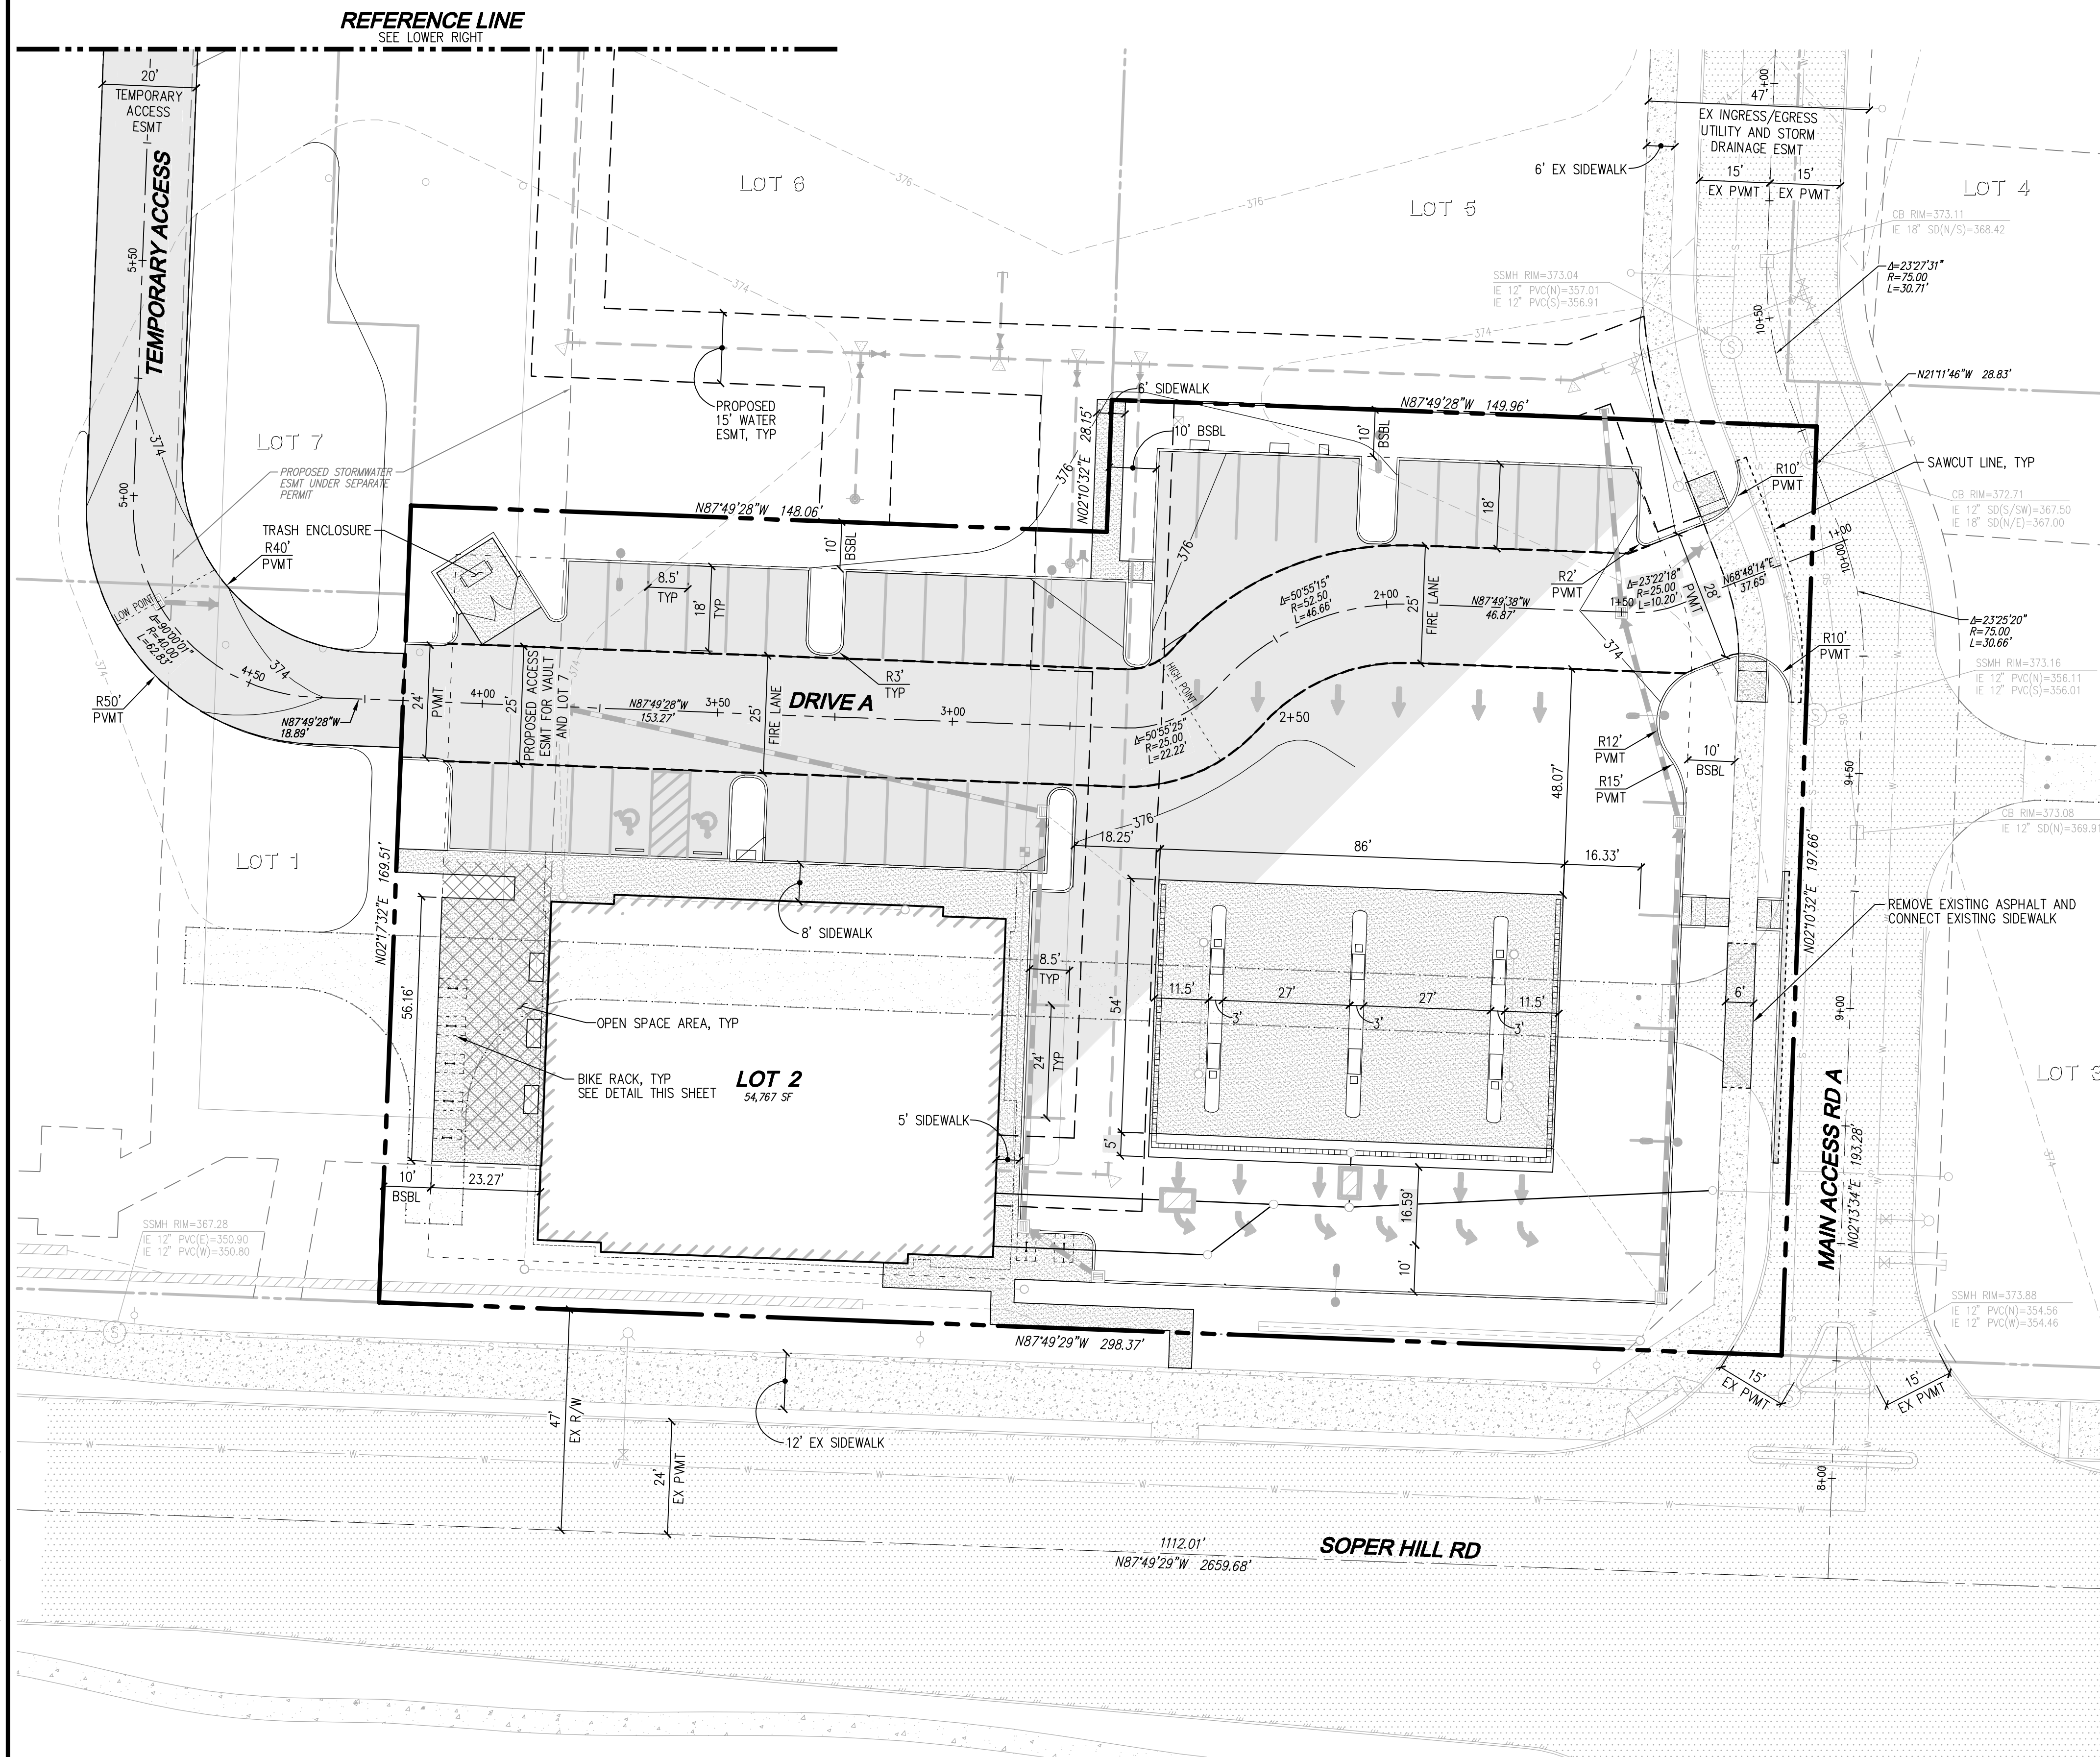 REFERENCE LINE
SEE LOWER RIGHT
20'
TEMPORARY
ACCESS
ESMT
TEMPORARY ACCESS
5+50
5+00
374
LOT 7
LOT 6
376
376
374
LOT 5
374
PROPOSED STORMWATER
ESMT UNDER SEPARATE
PERMIT
TRASH ENCLOSURE
R40'
PVMT
LOW POINT
Δ=90°00'01"
R=40.00'
L=62.83'
4+50
374
R50'
PVMT
N87°49'28"W
18.89'
374
PROPOSED
15' WATER
ESMT, TYP
6' SIDEWALK
10' BSBL
N02°10'32"E 28.15'
N87°49'28"W 149.96'
10'
BSBL
N87°49'28"W 148.06'
10'
BSBL
376
376
18'
8.5'
TYP
18'
TYP
R3'
TYP
24'
PVMT
4+00
25'
PROPOSED ACCESS
ESMT FOR VAULT
AND LOT 7
374
N87°49'28"W
153.27'
3+50
25'
FIRE LANE
DRIVE A
3+00
HIGH POINT
Δ=50°55'25"
R=25.00
L=22.22'
2+50
Δ=50°55'15"
R=52.50
L=46.66'
2+00
25'
FIRE LANE
N87°49'38"W
46.87'
R2'
PVMT
1+50
Δ=23°22'18"
R=25.00
L=10.20'
28'
PVMT
N68°48'14"E
37.65'
1+00
10+00
374
R10'
PVMT
R10'
PVMT
R12'
PVMT
R15'
PVMT
10'
BSBL
48.07'
1+00
47'
EX INGRESS/EGRESS
UTILITY AND STORM
DRAINAGE ESMT
6' EX SIDEWALK
15'
EX PVMT
15'
EX PVMT
LOT 4
CB RIM=373.11
IE 18" SD(N/S)=368.42
SSMH RIM=373.04
IE 12" PVC(N)=357.01
IE 12" PVC(S)=356.91
Δ=23°27'31"
R=75.00
L=30.71'
10+50
N21°11'46"W 28.83'
SAWCUT LINE, TYP
CB RIM=372.71
IE 12" SD(S/SW)=367.50
IE 18" SD(N/E)=367.00
Δ=23°25'20"
R=75.00
L=30.66'
SSMH RIM=373.16
IE 12" PVC(N)=356.11
IE 12" PVC(S)=356.01
9+50
CB RIM=373.08
IE 12" SD(N)=369.91
376
18.25'
86'
16.33'
LOT 1
N02°17'32"E 169.51'
N02°10'32"E 197.66'
REMOVE EXISTING ASPHALT AND
CONNECT EXISTING SIDEWALK
8' SIDEWALK
56.16'
OPEN SPACE AREA, TYP
BIKE RACK, TYP
SEE DETAIL THIS SHEET
LOT 2
54,767 SF
8.5'
TYP
24'
TYP
54'
11.5'
27'
27'
11.5'
3'
3'
3'
6'
9+00
LOT 3
5' SIDEWALK
5'
10'
BSBL
23.27'
16.59'
10'
MAIN ACCESS RD A
N02°13'34"E 193.28'
374
SSMH RIM=367.28
IE 12" PVC(E)=350.90
IE 12" PVC(W)=350.80
SSMH RIM=373.88
IE 12" PVC(N)=354.56
IE 12" PVC(W)=354.46
N87°49'29"W 298.37'
15'
EX PVMT
15'
EX PVMT
47'
EX R/W
24'
EX PVMT
12' EX SIDEWALK
8+00
1112.01'
N87°49'29"W 2659.68'
SOPER HILL RD